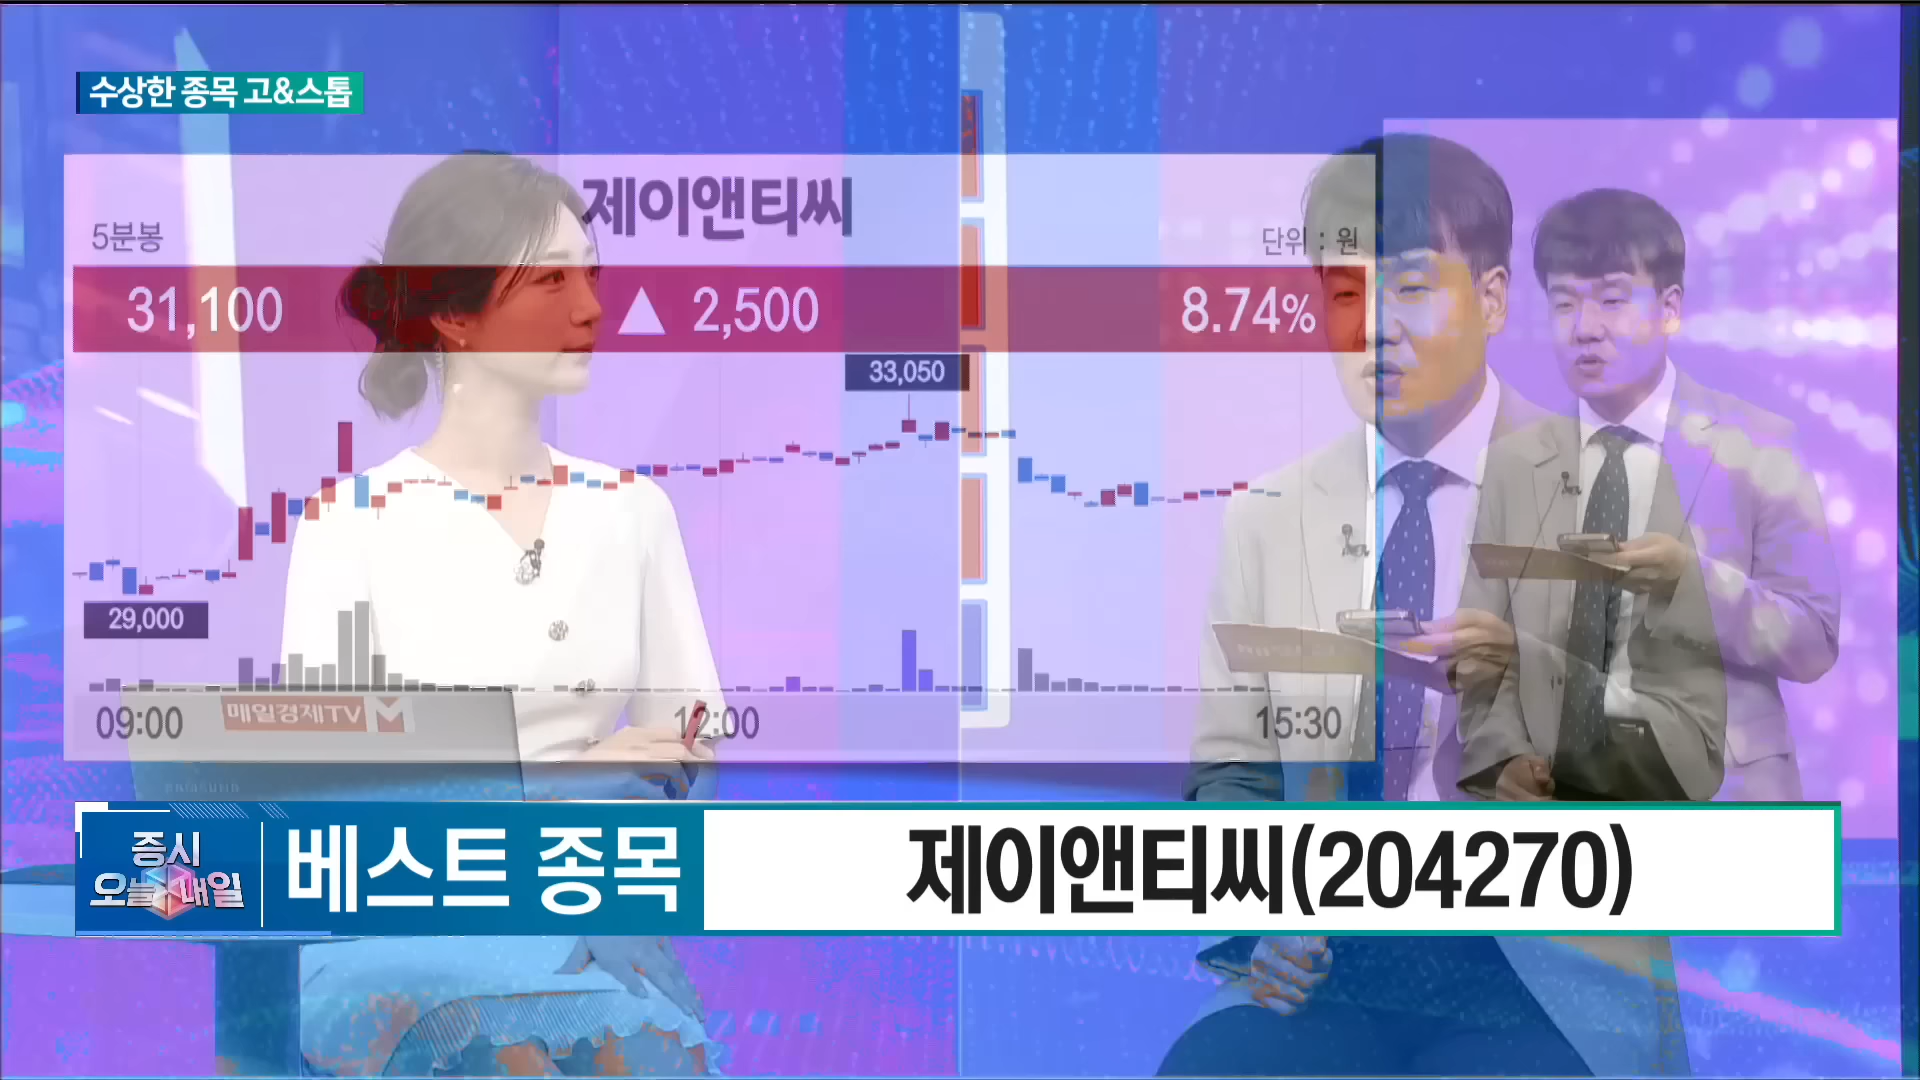 수상한 종목 고&스톱
제이앤티씨
5분봉
단위 : 원
31,100 ▲ 2,500 8.74%
33,050
29,000
09:00 12:00 15:30
매일경제TV M
증시
오늘 내일
베스트 종목
제이앤티씨(204270)